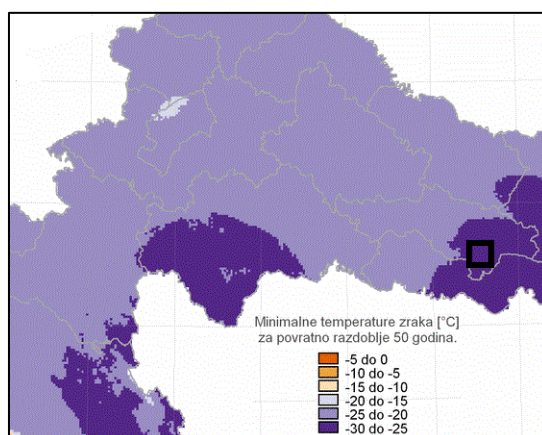 Minimalne temperature zraka [°C]
za povratno razdoblje 50 godina.
-5 do 0
-10 do -5
-15 do -10
-20 do -15
-25 do -20
-30 do -25